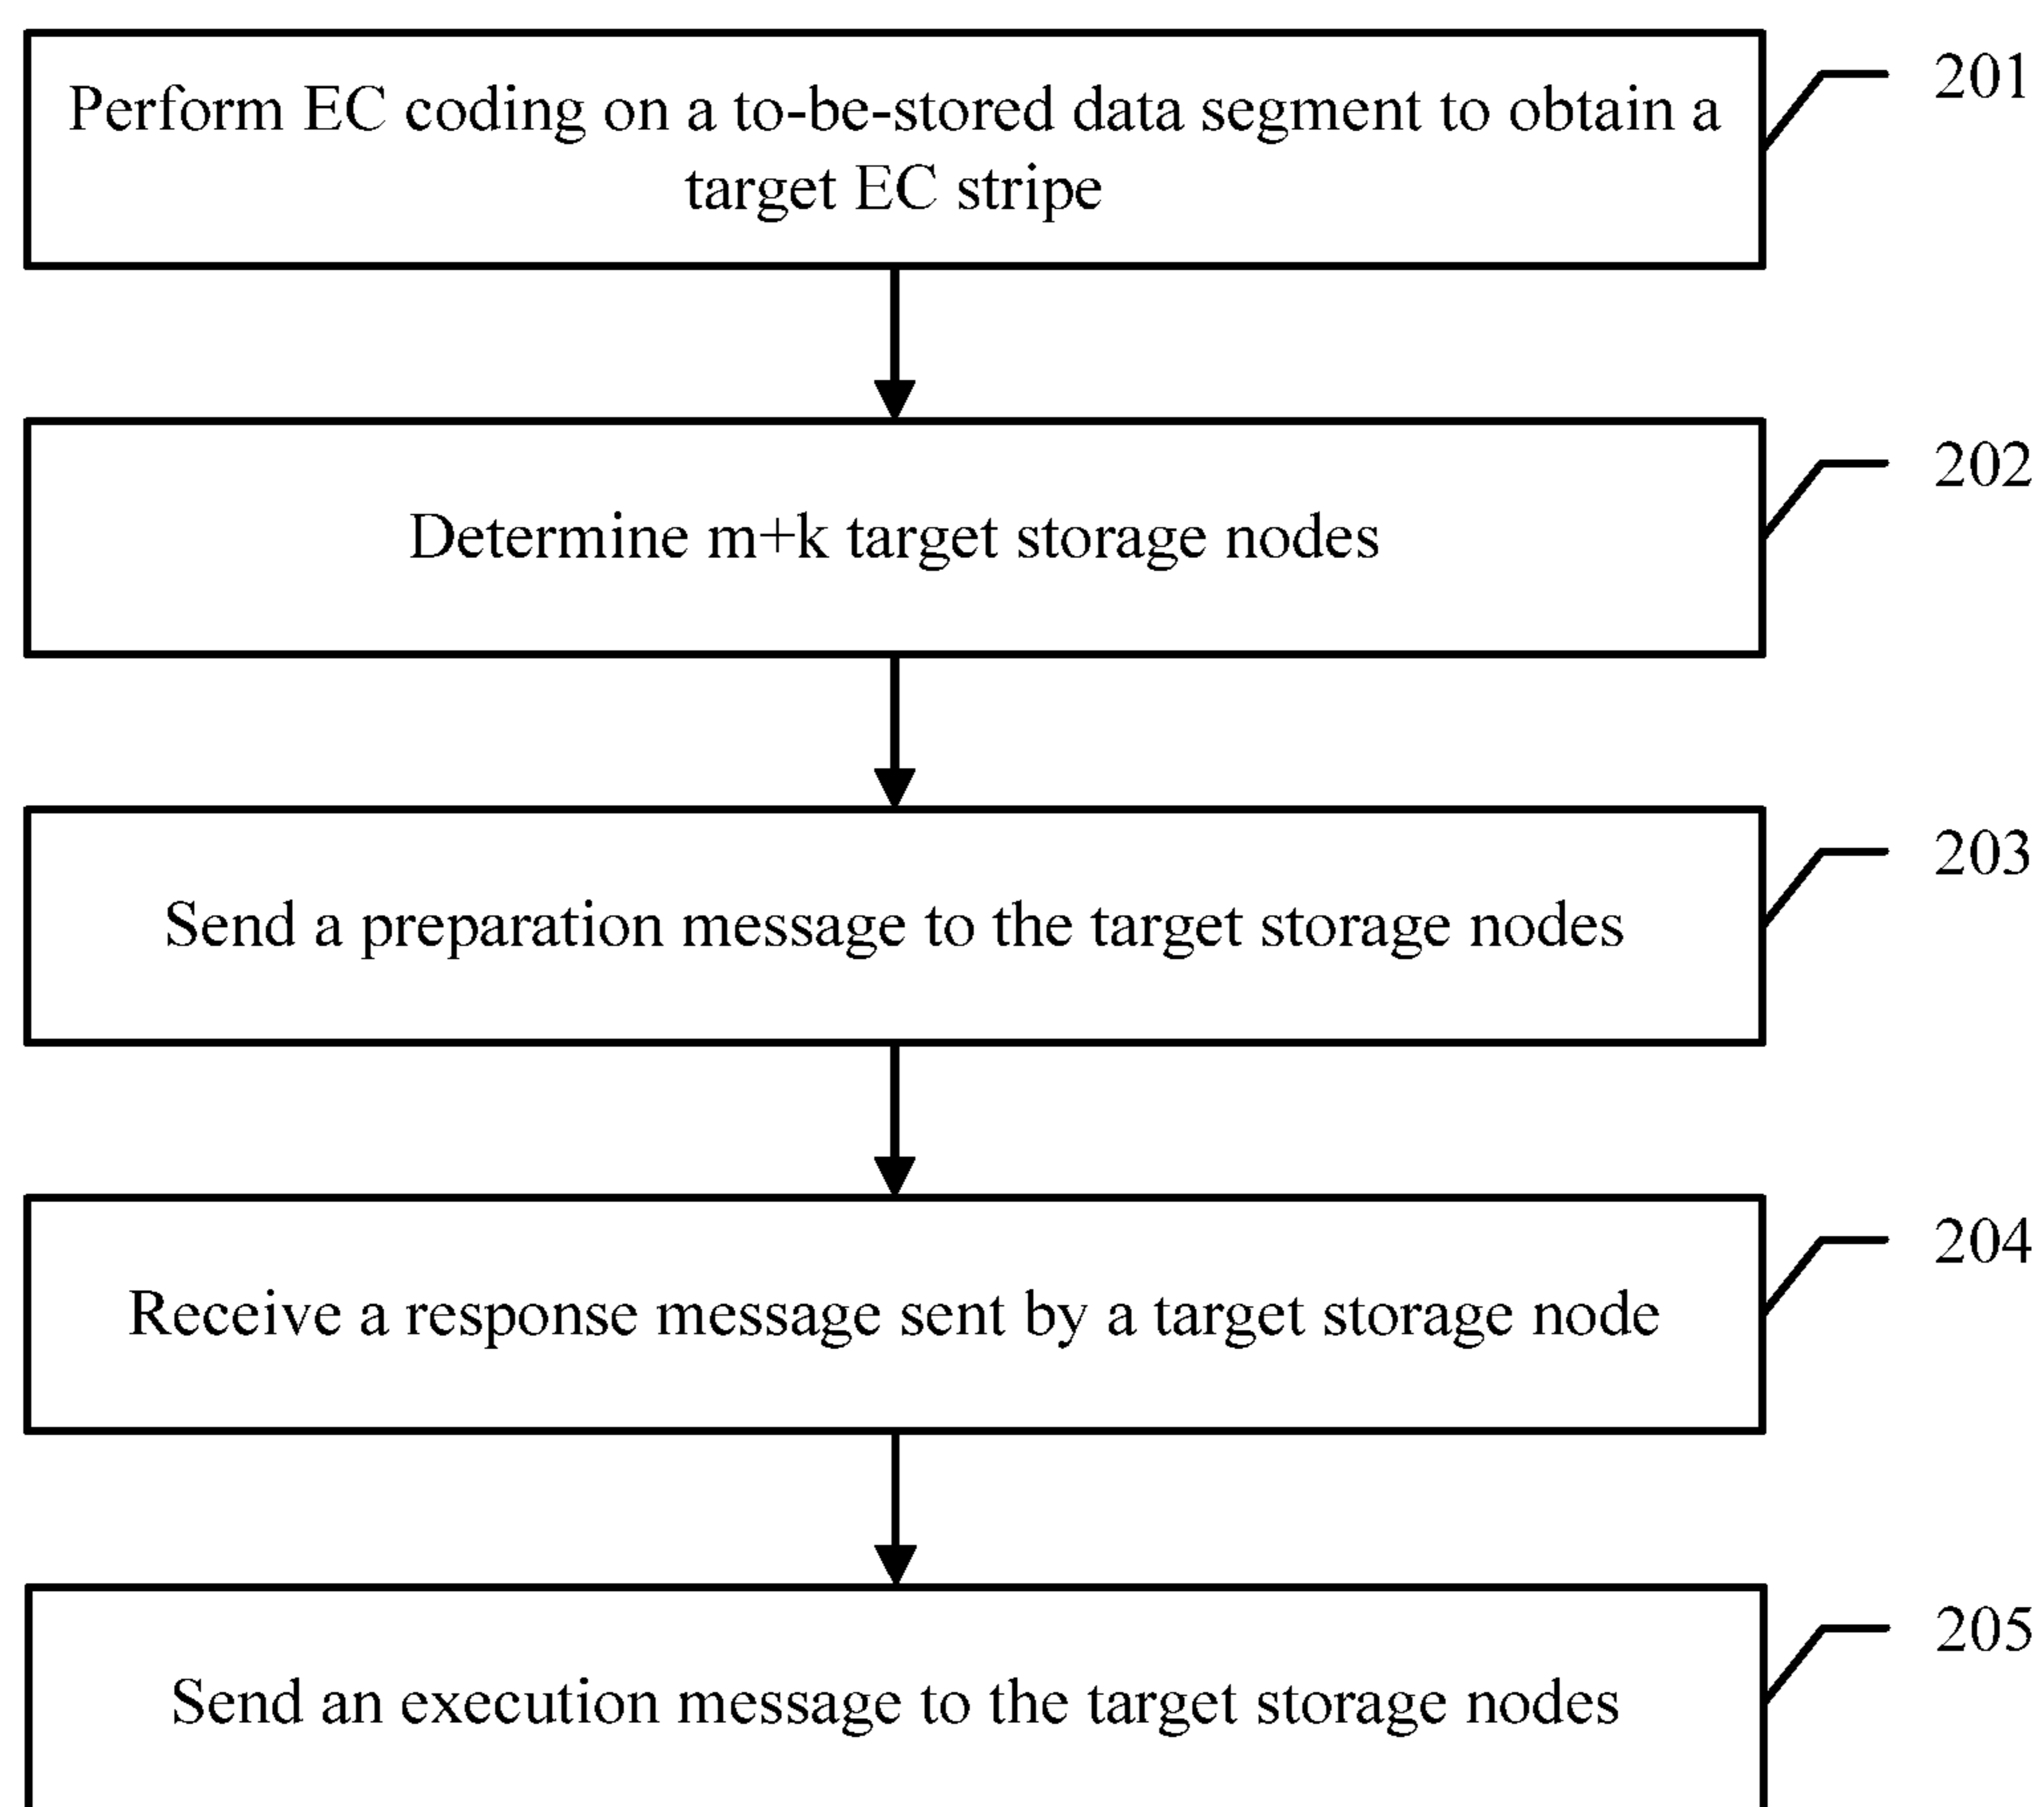 Perform EC coding on a to-be-stored data segment to obtain a
target EC stripe
201
Determine m+k target storage nodes
202
Send a preparation message to the target storage nodes
203
Receive a response message sent by a target storage node
204
Send an execution message to the target storage nodes
205